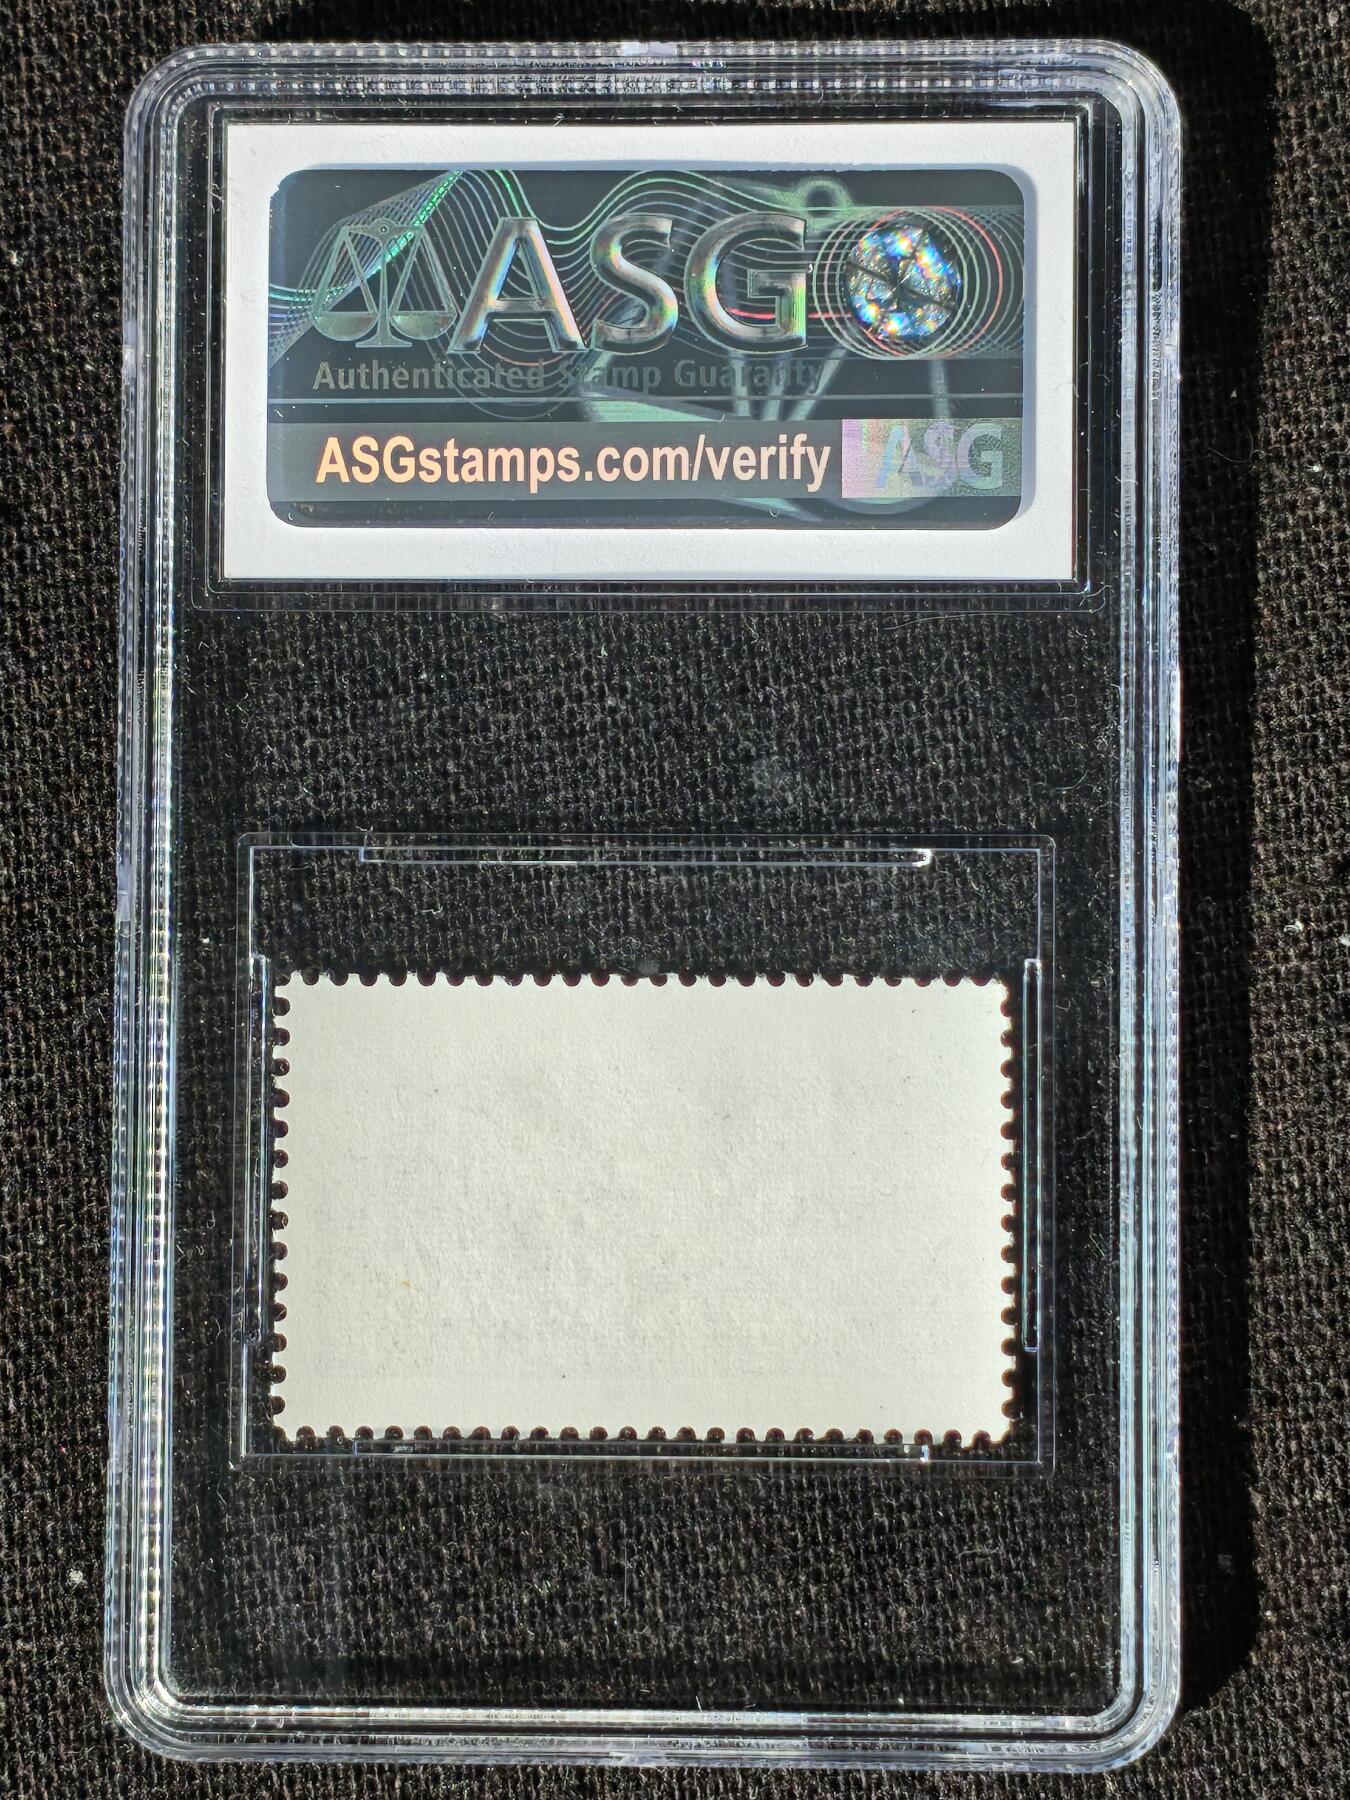 ASG
Authenticated Stamp Guaranty
ASGstamps.com/verify ASG